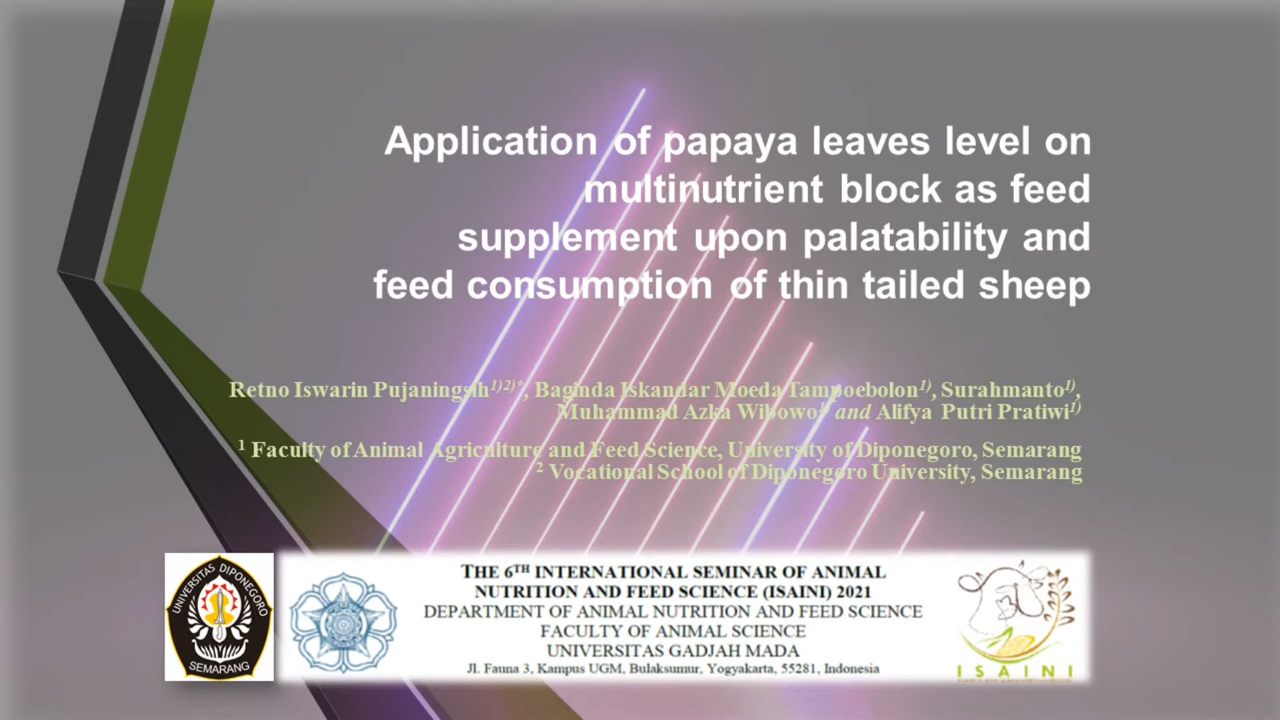 Application of papaya leaves level on
multinutrient block as feed
supplement upon palatability and
feed consumption of thin tailed sheep
Retno Iswarin Pujaningsih1)2)*, Baginda Iskandar Moeda Tampoebolon1), Surahmanto1),
Muhammad Azka Wibowo1) and Alifya Putri Pratiwi1)
1 Faculty of Animal Agriculture and Feed Science, University of Diponegoro, Semarang
2 Vocational School of Diponegoro University, Semarang
UNIVERSITAS DIPONEGORO
SEMARANG
THE 6TH INTERNATIONAL SEMINAR OF ANIMAL
NUTRITION AND FEED SCIENCE (ISAINI) 2021
DEPARTMENT OF ANIMAL NUTRITION AND FEED SCIENCE
FACULTY OF ANIMAL SCIENCE
UNIVERSITAS GADJAH MADA
Jl. Fauna 3, Kampus UGM, Bulaksumur, Yogyakarta, 55281, Indonesia
ISAINI